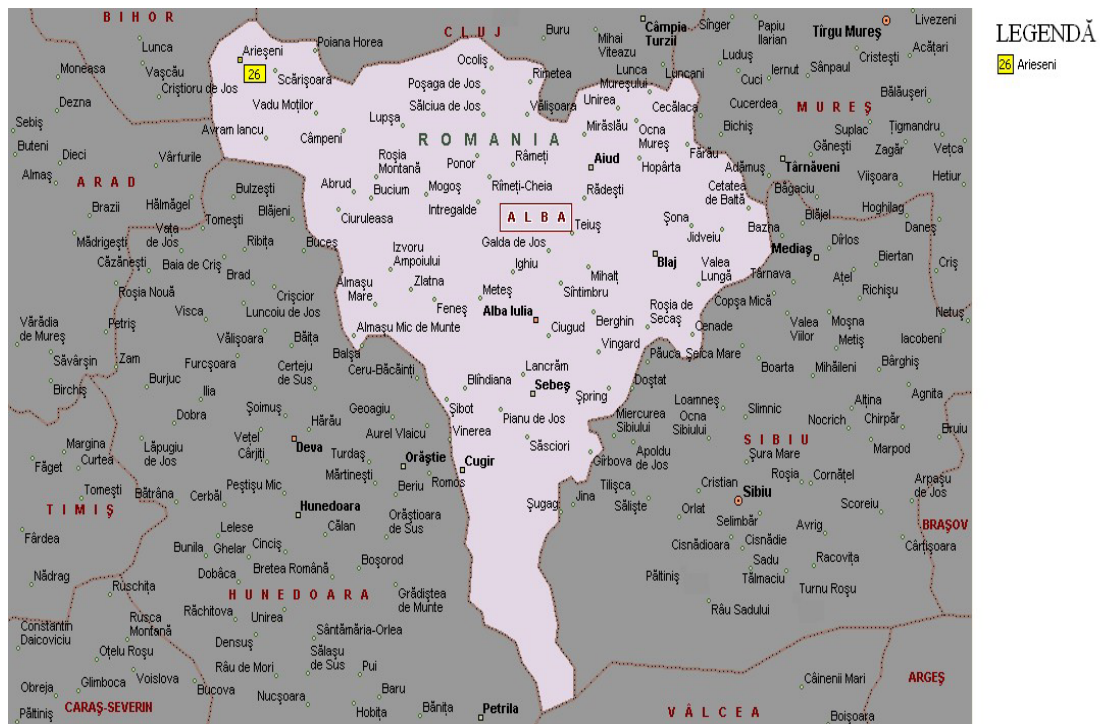 BIHOR
CLUJ
Livezeni
LEGENDĂ
26 Arieseni
Lunca
Arieşeni
Poiana Horea
Buru
Câmpia
Turzii
Sînger
Papiu
Ilarian
Tîrgu Mureş
Mihai
Viteazu
Acăţari
Moneasa
Vaşcău
26
Scărişoara
Ocoliş
Rimetea
Lunca
Mureşului
Luncani
Luduş
Cuci
Iernut
Sânpaul
Cristeşti
Criştioru de Jos
Poşaga de Jos
Dezna
Vadu Moţilor
Sălciua de Jos
Vălişoara
Unirea
Cecălaca
Cucerdea
MUREŞ
Bălăuşeri
Sebiş
Avram Iancu
Câmpeni
Lupşa
ROMANIA
Mirăslău
Ocna
Mureş
Bichiş
Suplac
Ţigmandru
Buteni
Dieci
Vârfurile
Roşia
Montană
Ponor
Râmeţi
Aiud
Hopârta
Fărău
Găneşti
Zagăr
Veţca
Almaş
ARAD
Abrud
Bucium
Mogoş
Rîmeţi-Cheia
Rădeşti
Adămuş
Târnăveni
Viişoara
Hetiur
Brazii
Hălmăgel
Bulzeşti
Blăjeni
Ciuruleasa
Intregalde
ALBA
Cetatea
de Baltă
Băgaciu
Hoghilag
Mădrigeşti
Vaţa
de Jos
Tomeşti
Ribiţa
Buceş
Izvoru
Ampoiului
Galda de Jos
Teiuş
Şona
Jidveiu
Bazna
Blăjel
Daneş
Căzăneşti
Baia de Criş
Brad
Zlatna
Ighiu
Mihalţ
Blaj
Valea
Lungă
Mediaş
Dîrlos
Biertan
Criş
Roşia Nouă
Crişcior
Almaşu
Mare
Feneş
Meteş
Sîntimbru
Târnava
Aţel
Richişu
Vărădia
de Mureş
Petriş
Visca
Luncoiu de Jos
Almaşu Mic de Munte
Alba Iulia
Ciugud
Berghin
Roşia de
Secaş
Cenade
Copşa Mică
Valea
Viilor
Moşna
Metiş
Netuş
Iacobeni
Săvârşin
Zam
Vălişoara
Băiţa
Balşa
Vingard
Păuca
Şeica Mare
Birchiş
Burjuc
Furcşoara
Certeju
de Sus
Ceru-Băcăinţi
Blîndiana
Lancrăm
Sebeş
Doştat
Boarta
Mihăileni
Bârghiş
Ilia
Şpring
Agnita
Dobra
Şoimuş
Hărău
Geoagiu
Şibot
Pianu de Jos
Miercurea
Sibiului
Loamneş
Ocna
Sibiului
Slimnic
Nocrich
Alţina
Chirpăr
Margina
Curtea
Lăpugiu
de Jos
Veţel
Cârjiti
Deva
Aurel Vlaicu
Vinerea
Săsciori
Apoldu
de Jos
SIBIU
Şura Mare
Marpod
Bruiu
Făget
Turdaş
Mărtineşti
Orăştie
Cugir
Gîrbova
Tilişca
Cristian
Roşia
Cornăţel
Arpaşu
de Jos
Tomeşti
Bătrâna
Cerbăl
Peştişu Mic
Beriu
Romos
Şugag
Jina
Sălişte
Orlat
Sibiu
Scoreiu
TIMIŞ
Hunedoara
Orăştioara
de Sus
Selimbăr
BRAŞOV
Fârdea
Lelese
Călan
Cisnădioara
Cisnădie
Avrig
Cârţişoara
Bunila
Ghelar
Cinciş
Boşorod
Sadu
Racoviţa
Nădrag
Dobâca
Bretea Română
Păltiniş
Tălmaciu
Turnu Roşu
Ruschiţa
HUNEDOARA
Grădiştea
de Munte
Râu Sadului
Constantin
Daicoviciu
Rusca
Montană
Răchitova
Unirea
Densuş
Sântămăria-Orlea
Oţelu Roşu
Râu de Mori
Sălaşu
de Sus
Pui
Obreja
Glimboca
Voislova
Bucova
Nucşoara
Baru
Câinenii Mari
ARGEŞ
Păltiniş
CARAŞ-SEVERIN
Hobiţa
Băniţa
Petrila
VÂLCEA
Boişoara